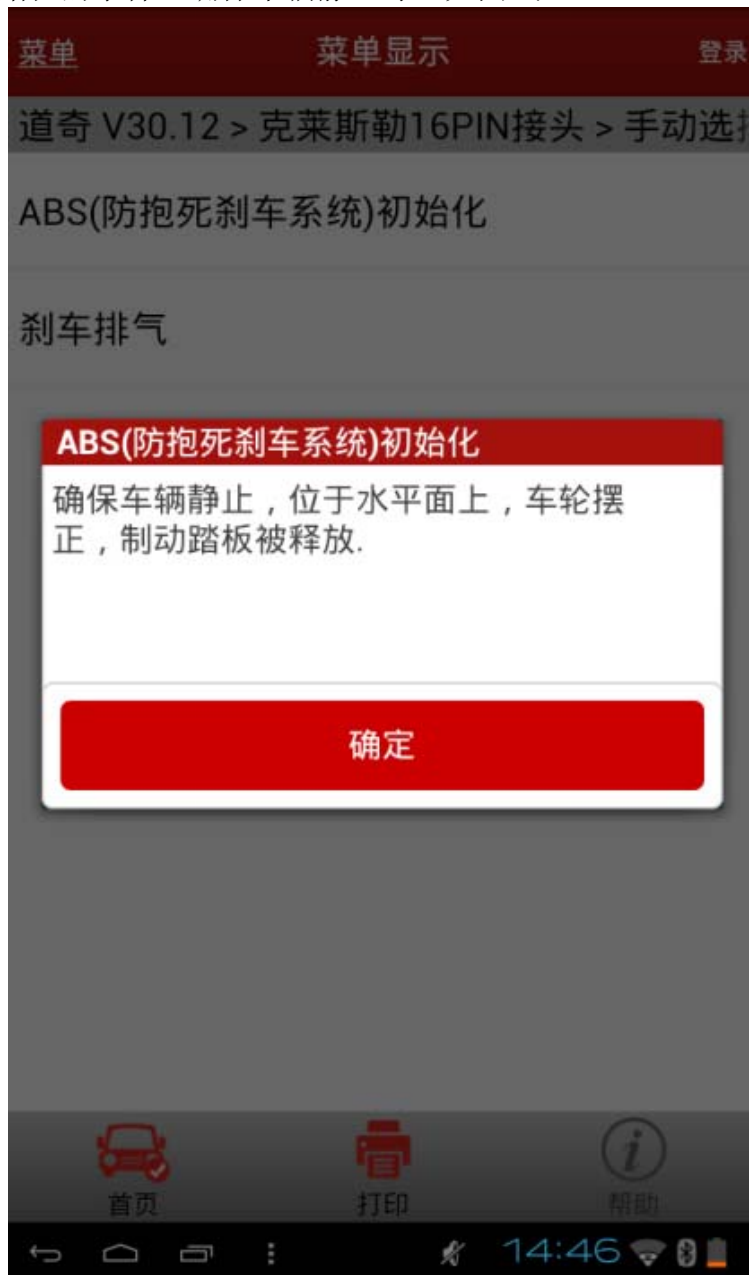 菜单 菜单显示 登录
道奇 V30.12 > 克莱斯勒16PIN接头 > 手动选
ABS(防抱死刹车系统)初始化
刹车排气
ABS(防抱死刹车系统)初始化
确保车辆静止，位于水平面上，车轮摆
正，制动踏板被释放.
确定
首页 打印 帮助
14:46